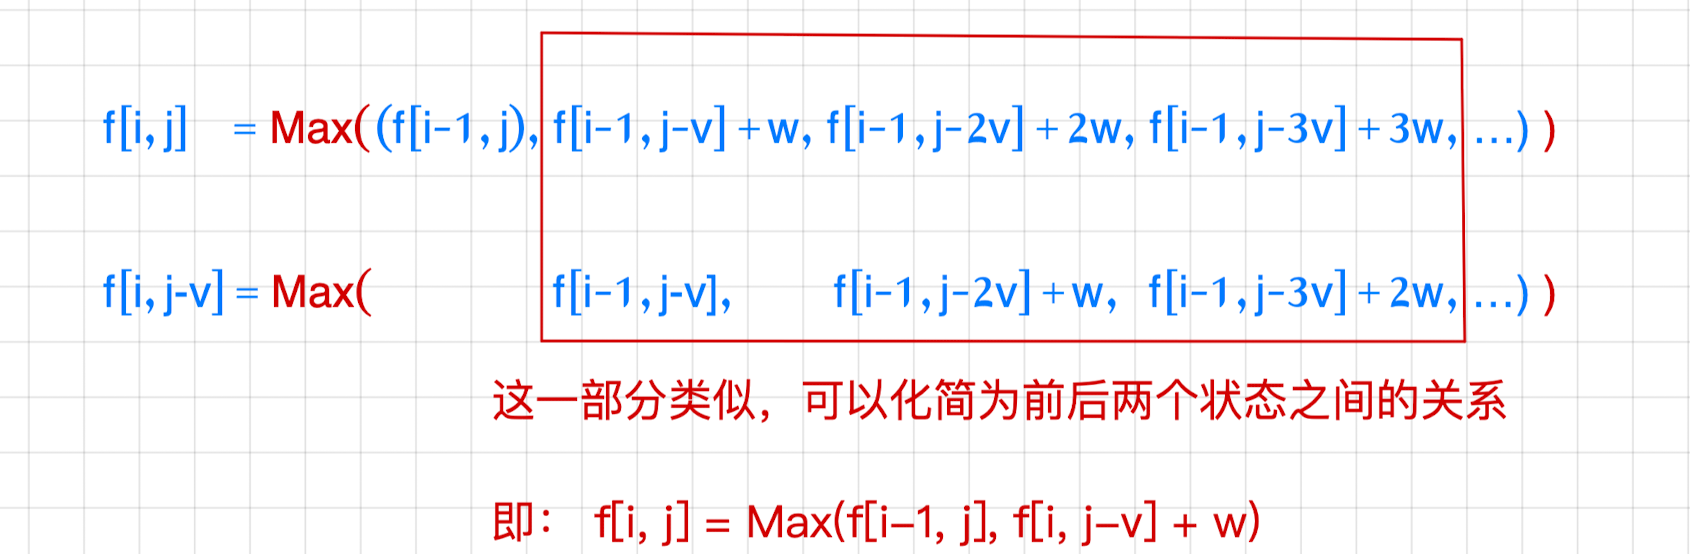 f[i,j] = Max((f[i-1,j), f[i-1,j-v]+w, f[i-1,j-2v]+2w, f[i-1,j-3v]+3w, ...))
f[i,j-v] = Max( f[i-1,j-v], f[i-1,j-2v]+w, f[i-1,j-3v]+2w, ...))
这一部分类似，可以化简为前后两个状态之间的关系
即： f[i, j] = Max(f[i–1, j], f[i, j–v] + w)